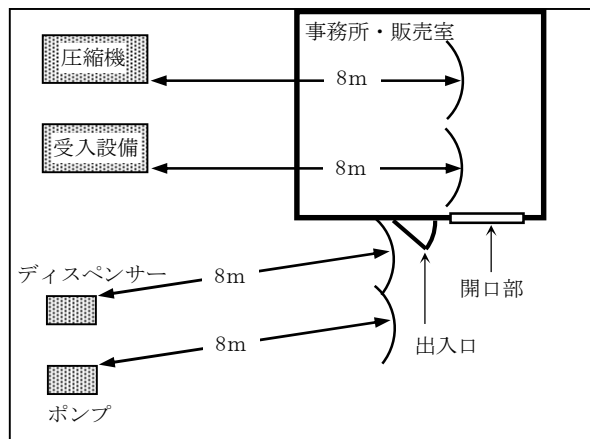 事務所・販売室
圧縮機
8m
受入設備
8m
ディスペンサー
8m
開口部
8m
出入口
ポンプ